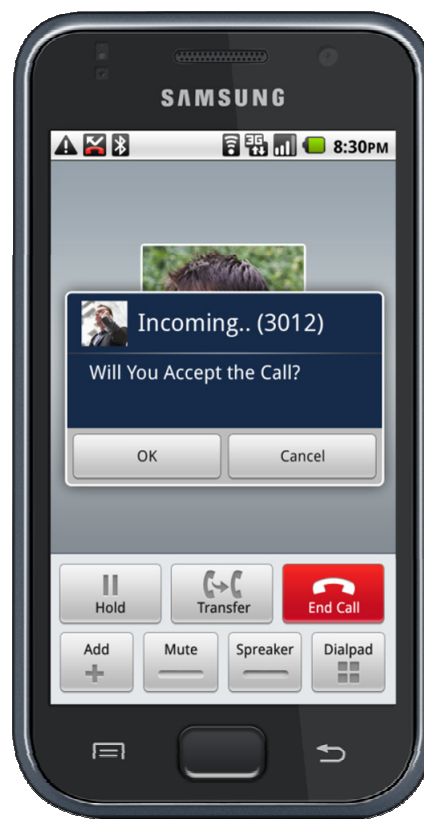 SAMSUNG
3G 8:30PM
Incoming.. (3012)
Will You Accept the Call?
OK Cancel
Hold Transfer End Call
Add Mute Spreaker Dialpad